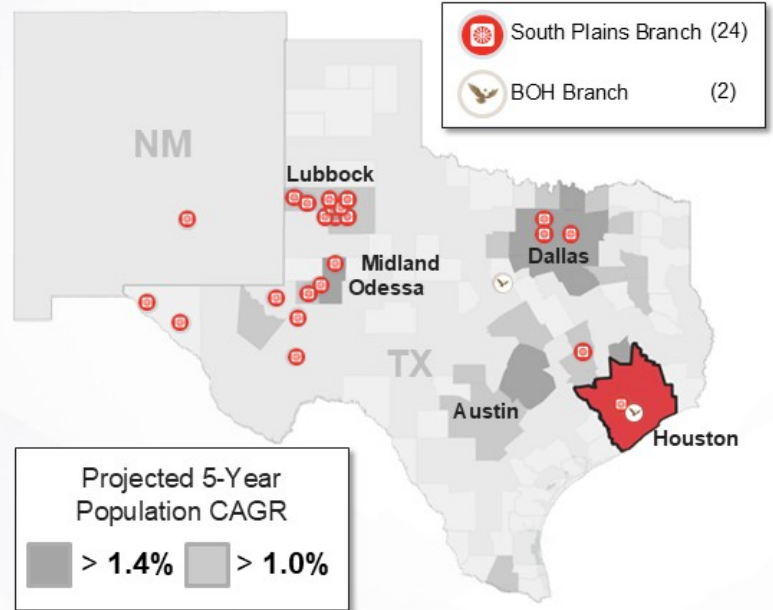 South Plains Branch (24)
BOH Branch (2)
NM
Lubbock
Midland
Odessa
Dallas
TX
Austin
Houston
Projected 5-Year
Population CAGR
> 1.4% > 1.0%